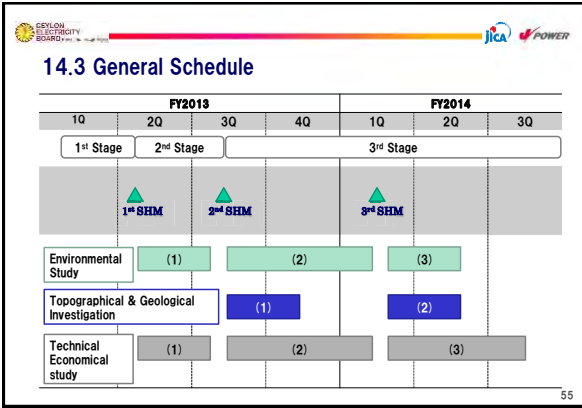 CEYLON
ELECTRICITY
BOARD
jICA
POWER
14.3 General Schedule
FY2013 FY2014
1Q 2Q 3Q 4Q 1Q 2Q 3Q
1st Stage 2nd Stage 3rd Stage
1st SHM 2nd SHM 3rd SHM
Environmental
Study
(1) (2) (3)
Topographical & Geological
Investigation
(1) (2)
Technical
Economical
study
(1) (2) (3)
55